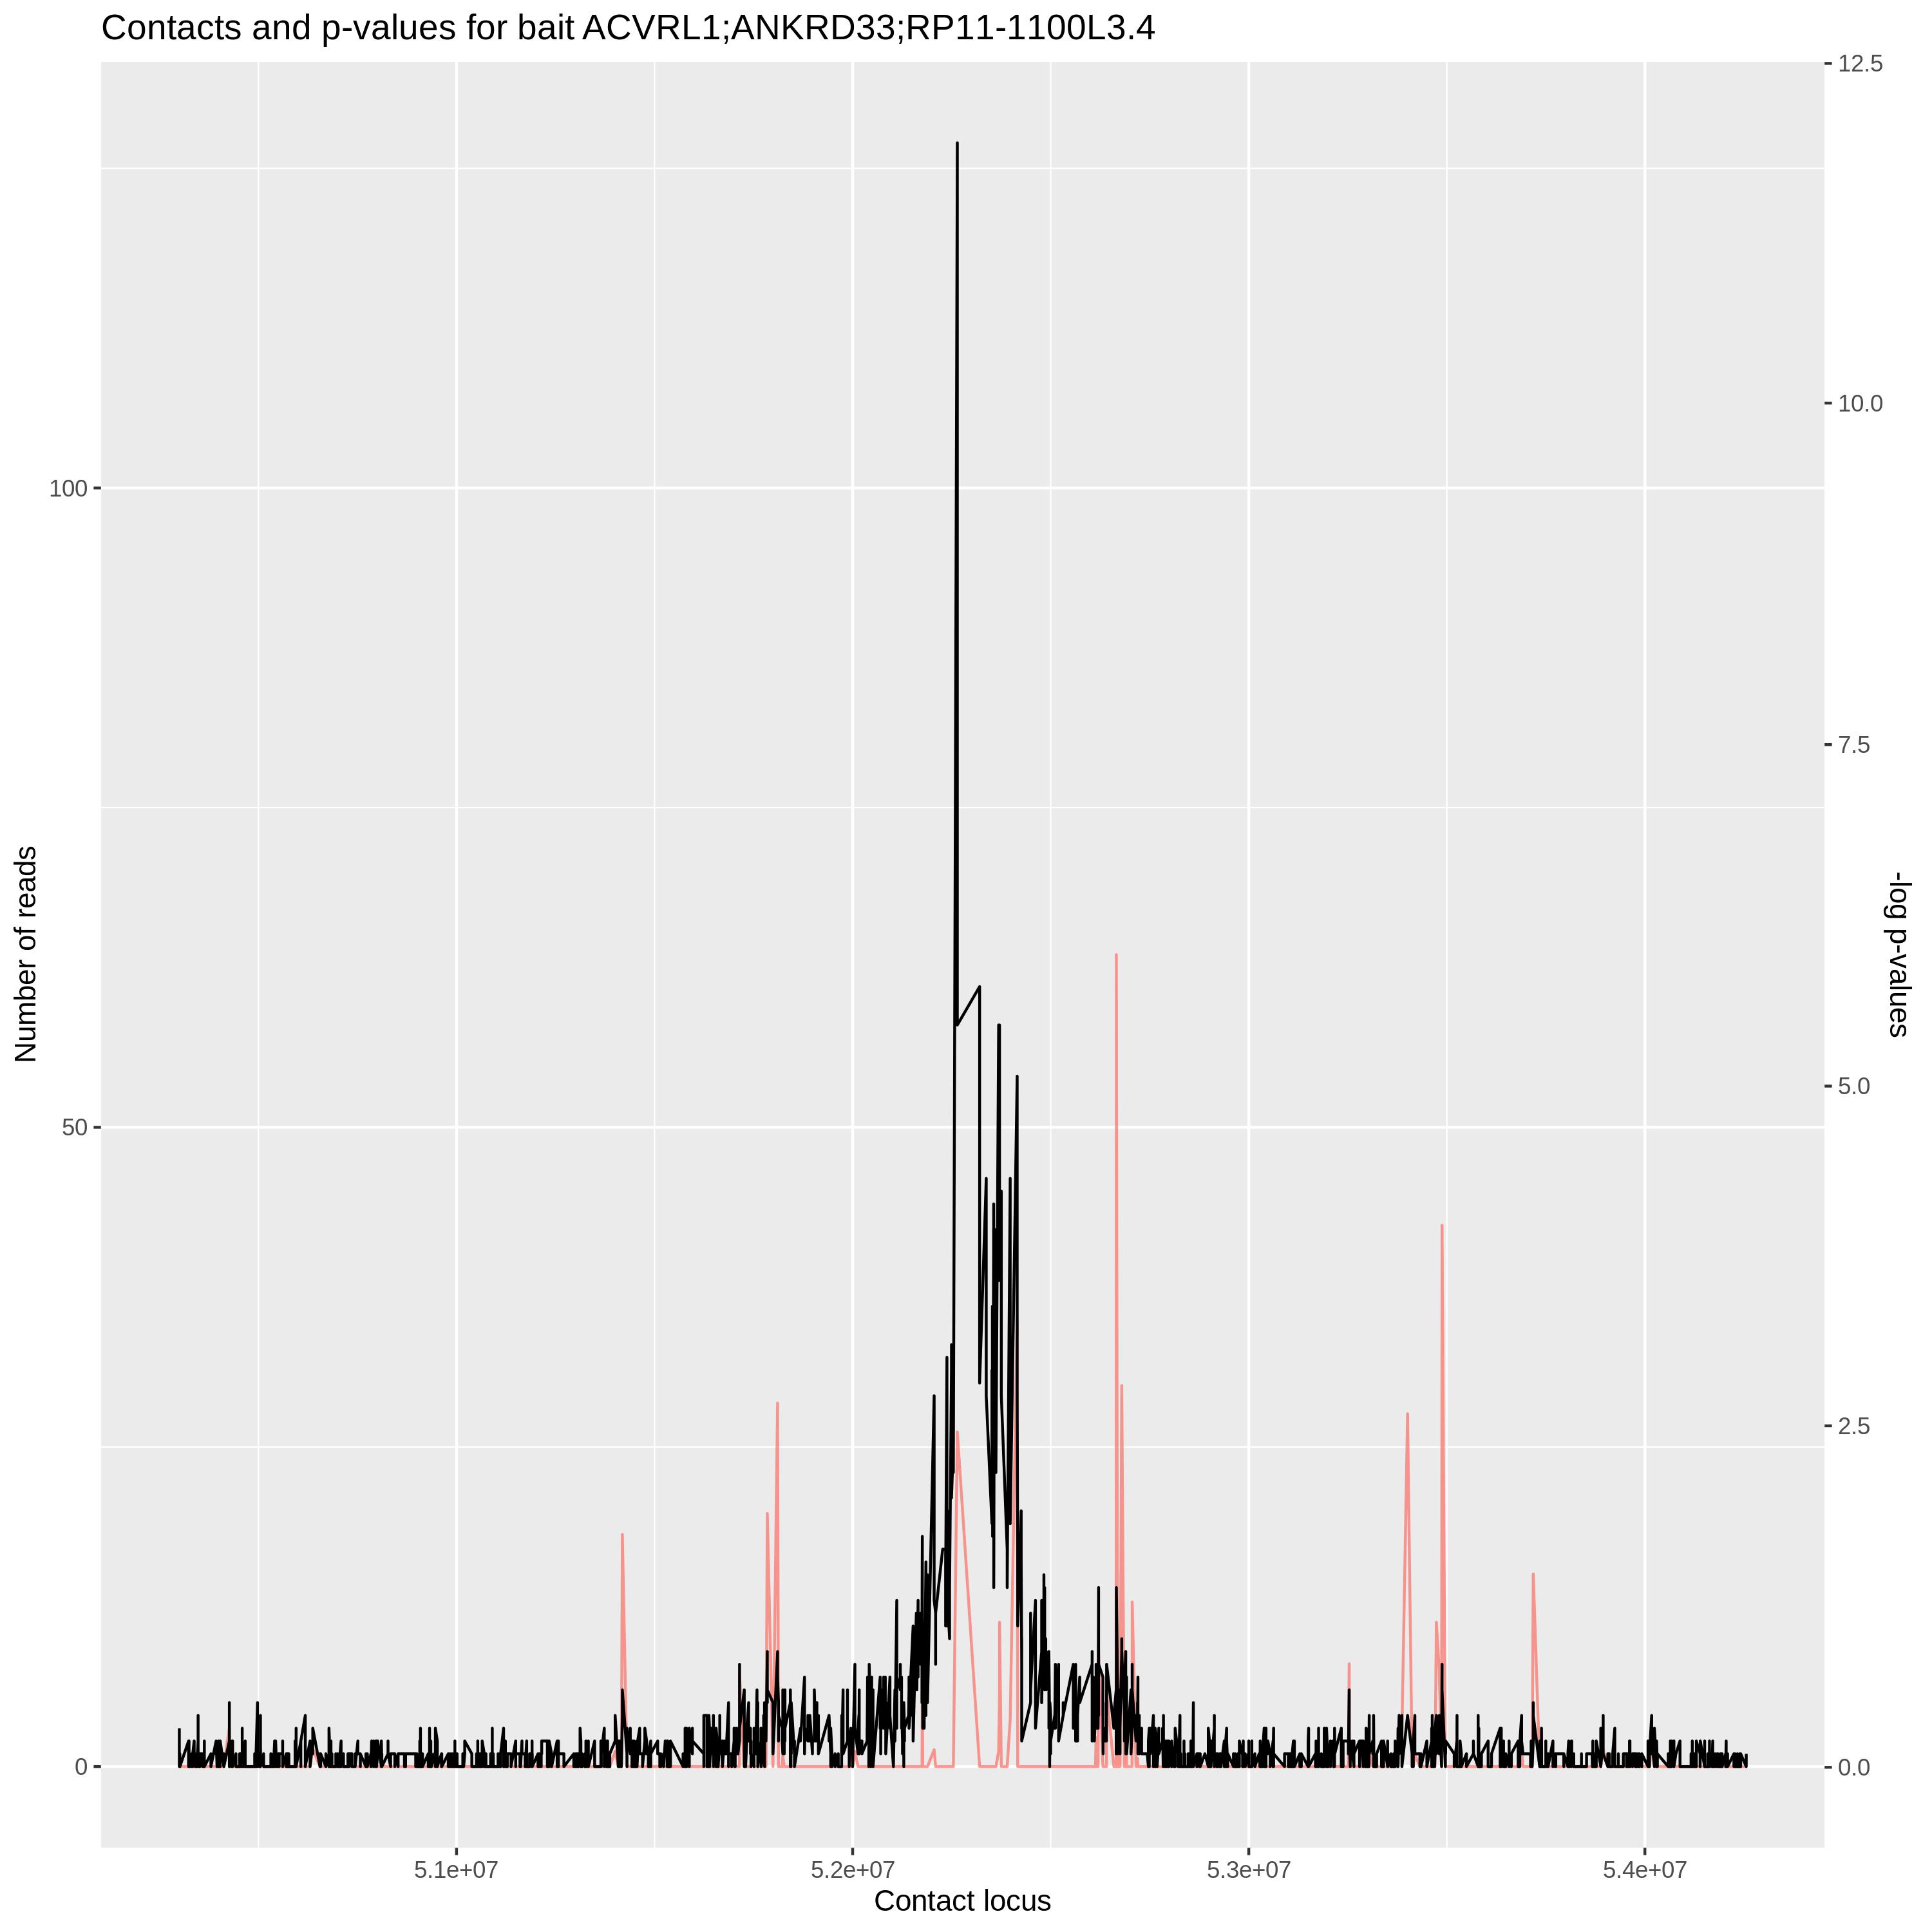 Contacts and p-values for bait ACVRL1;ANKRD33;RP11-1100L3.4
12.5
10.0
100
7.5
Number of reads
-log p-values
5.0
50
2.5
0
0.0
5.1e+07
5.2e+07
5.3e+07
5.4e+07
Contact locus